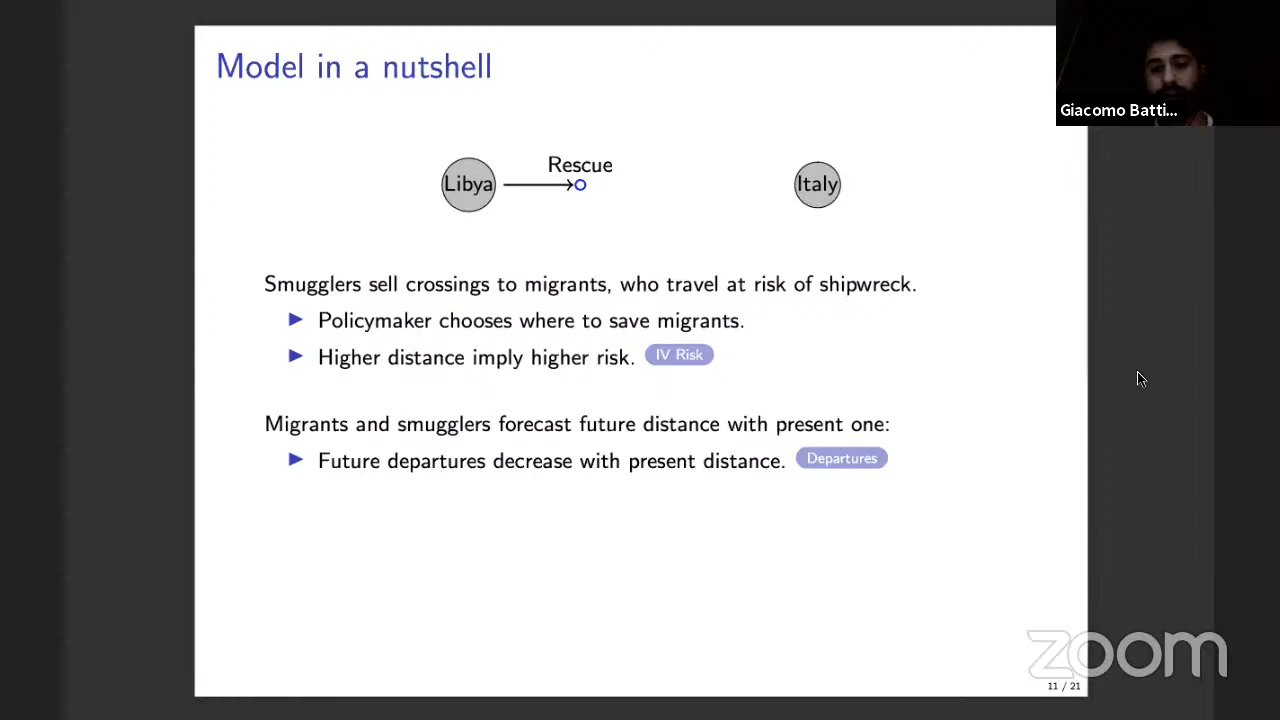 Model in a nutshell
Giacomo Batti...
Rescue
Libya
Italy
Smugglers sell crossings to migrants, who travel at risk of shipwreck.
Policymaker chooses where to save migrants.
Higher distance imply higher risk. IV Risk
Migrants and smugglers forecast future distance with present one:
Future departures decrease with present distance. Departures
zoom
11 / 21